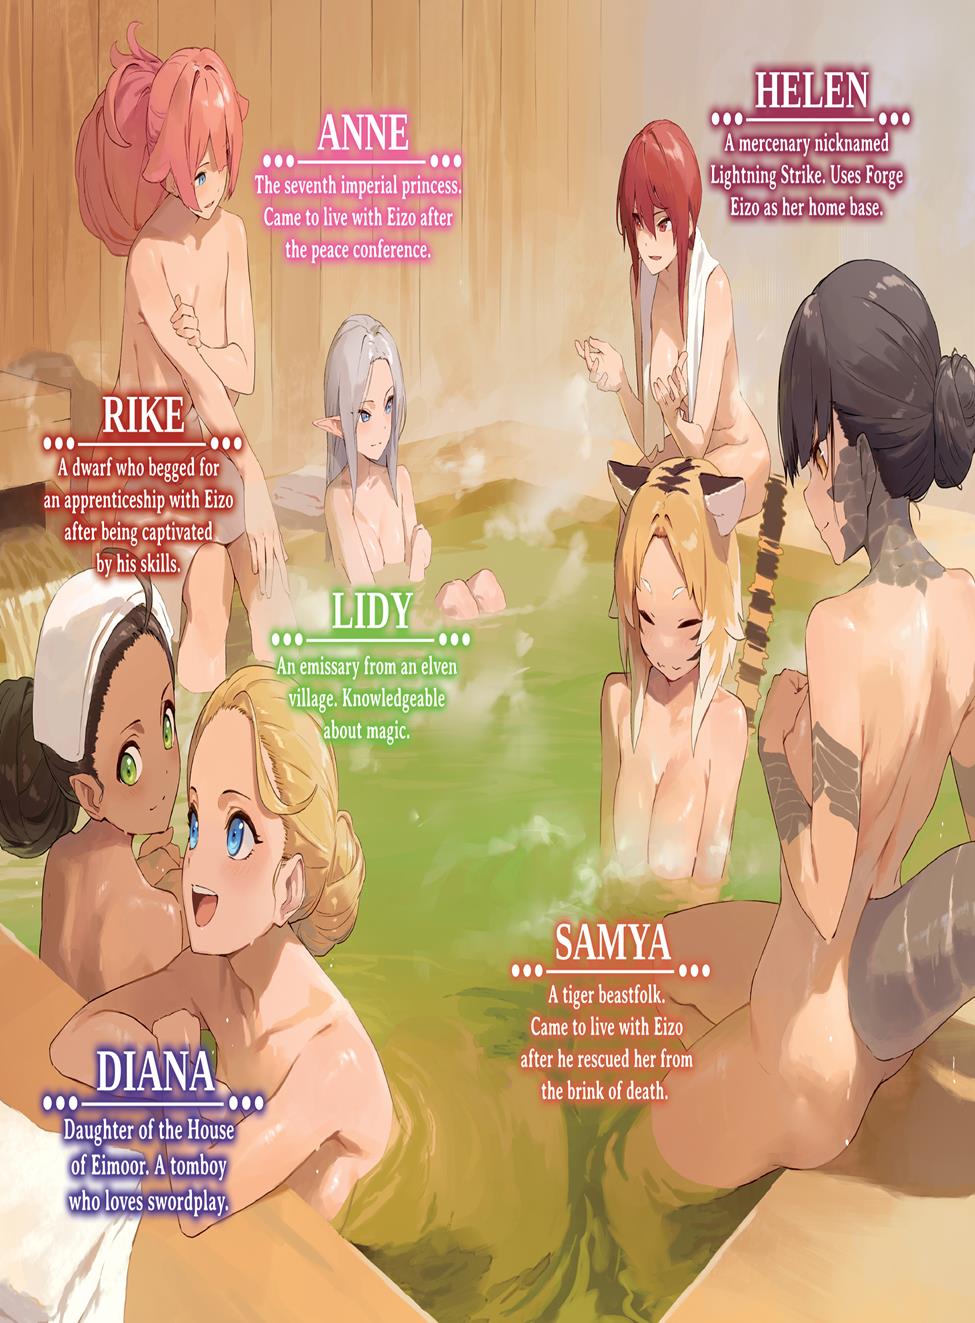 HELEN
A mercenary nicknamed
Lightning Strike. Uses Forge
Eizo as her home base.
ANNE
The seventh imperial princess.
Came to live with Eizo after
the peace conference.
RIKE
A dwarf who begged for
an apprenticeship with Eizo
after being captivated
by his skills.
LIDY
An emissary from an elven
village. Knowledgeable
about magic.
SAMYA
A tiger beastfolk.
Came to live with Eizo
after he rescued her from
the brink of death.
DIANA
Daughter of the House
of Eimoor. A tomboy
who loves swordplay.